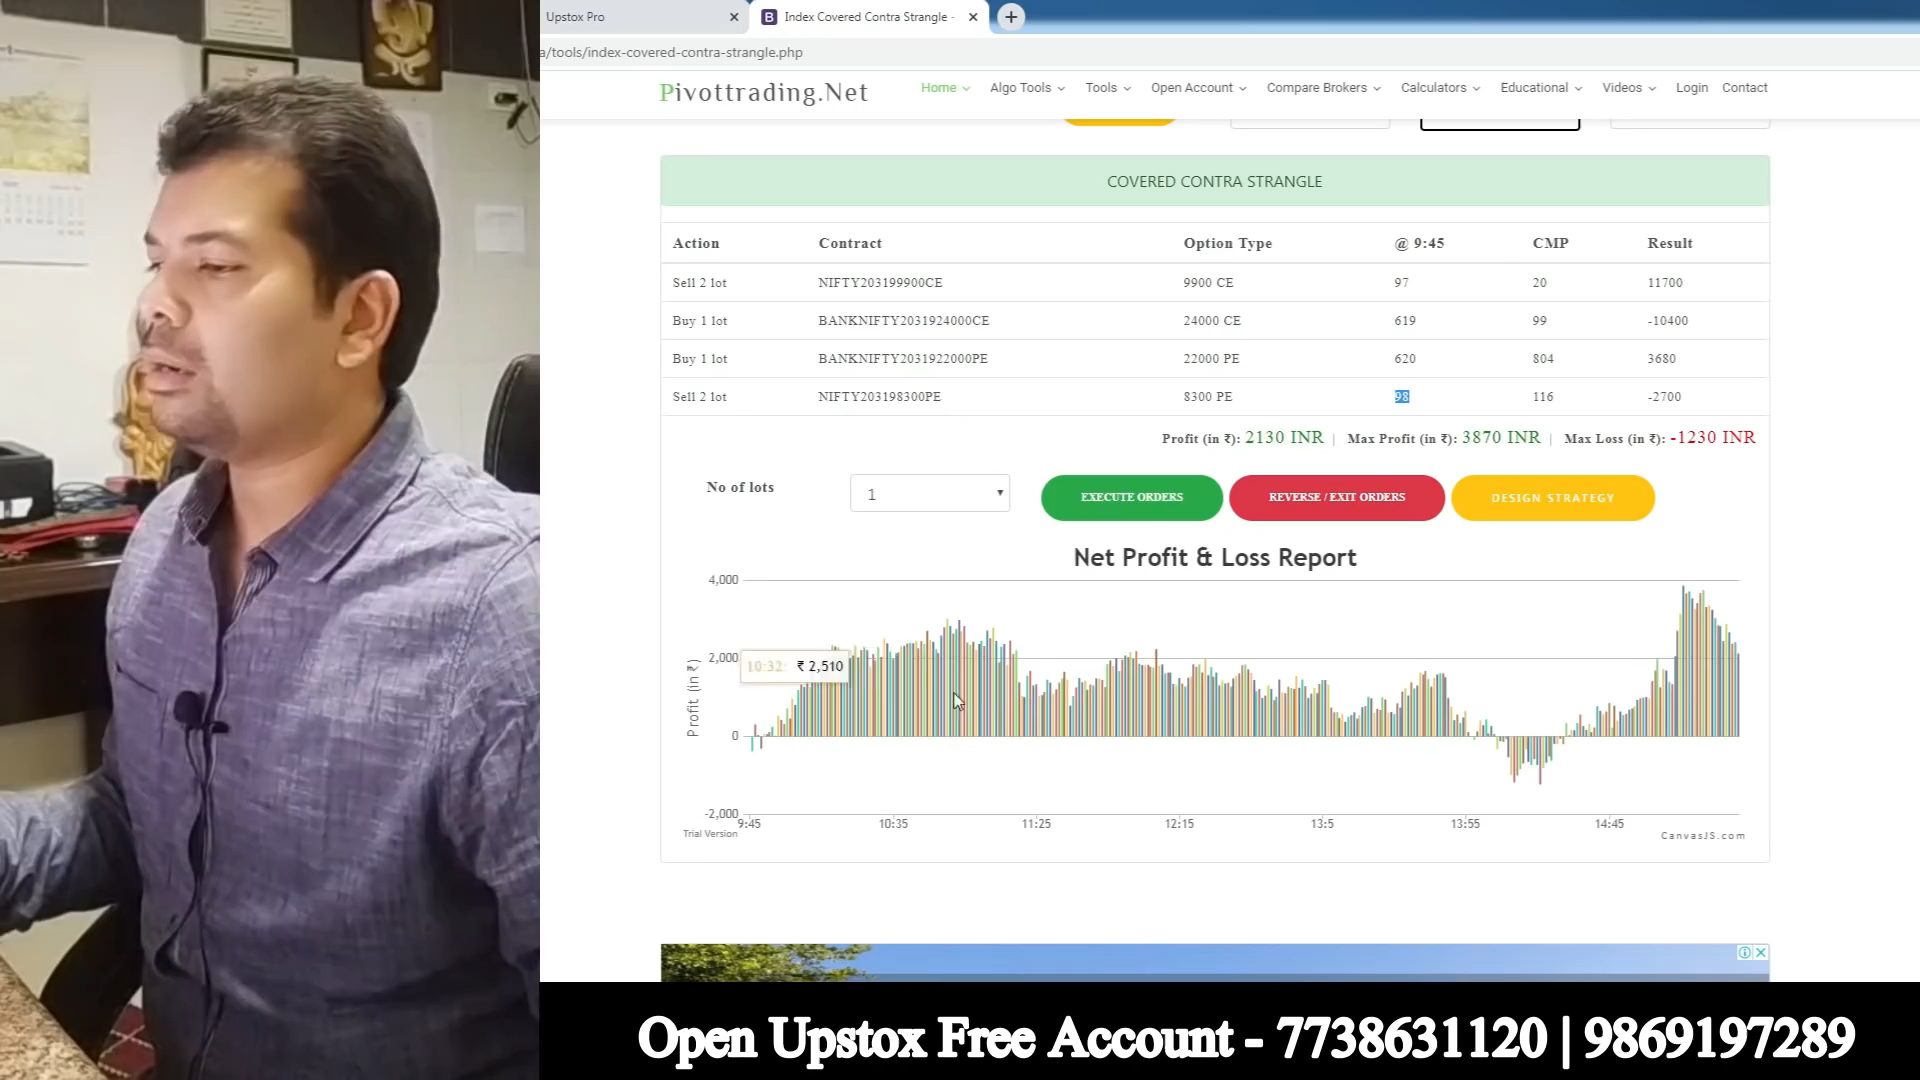 Upstox Pro
Index Covered Contra Strangle -
a/tools/index-covered-contra-strangle.php
Pivottrading.Net
Home
Algo Tools
Tools
Open Account
Compare Brokers
Calculators
Educational
Videos
Login
Contact
COVERED CONTRA STRANGLE
Action Contract Option Type @ 9:45 CMP Result
Sell 2 lot NIFTY203199900CE 9900 CE 97 20 11700
Buy 1 lot BANKNIFTY2031924000CE 24000 CE 619 99 -10400
Buy 1 lot BANKNIFTY2031922000PE 22000 PE 620 804 3680
Sell 2 lot NIFTY203198300PE 8300 PE 98 116 -2700
Profit (in ₹): 2130 INR | Max Profit (in ₹): 3870 INR | Max Loss (in ₹): -1230 INR
No of lots
1
EXECUTE ORDERS
REVERSE / EXIT ORDERS
DESIGN STRATEGY
Net Profit & Loss Report
Profit (in ₹)
4,000
2,000
0
-2,000
10:32: ₹ 2,510
9:45 10:35 11:25 12:15 13:5 13:55 14:45
Trial Version
CanvasJS.com
Open Upstox Free Account - 7738631120 | 9869197289